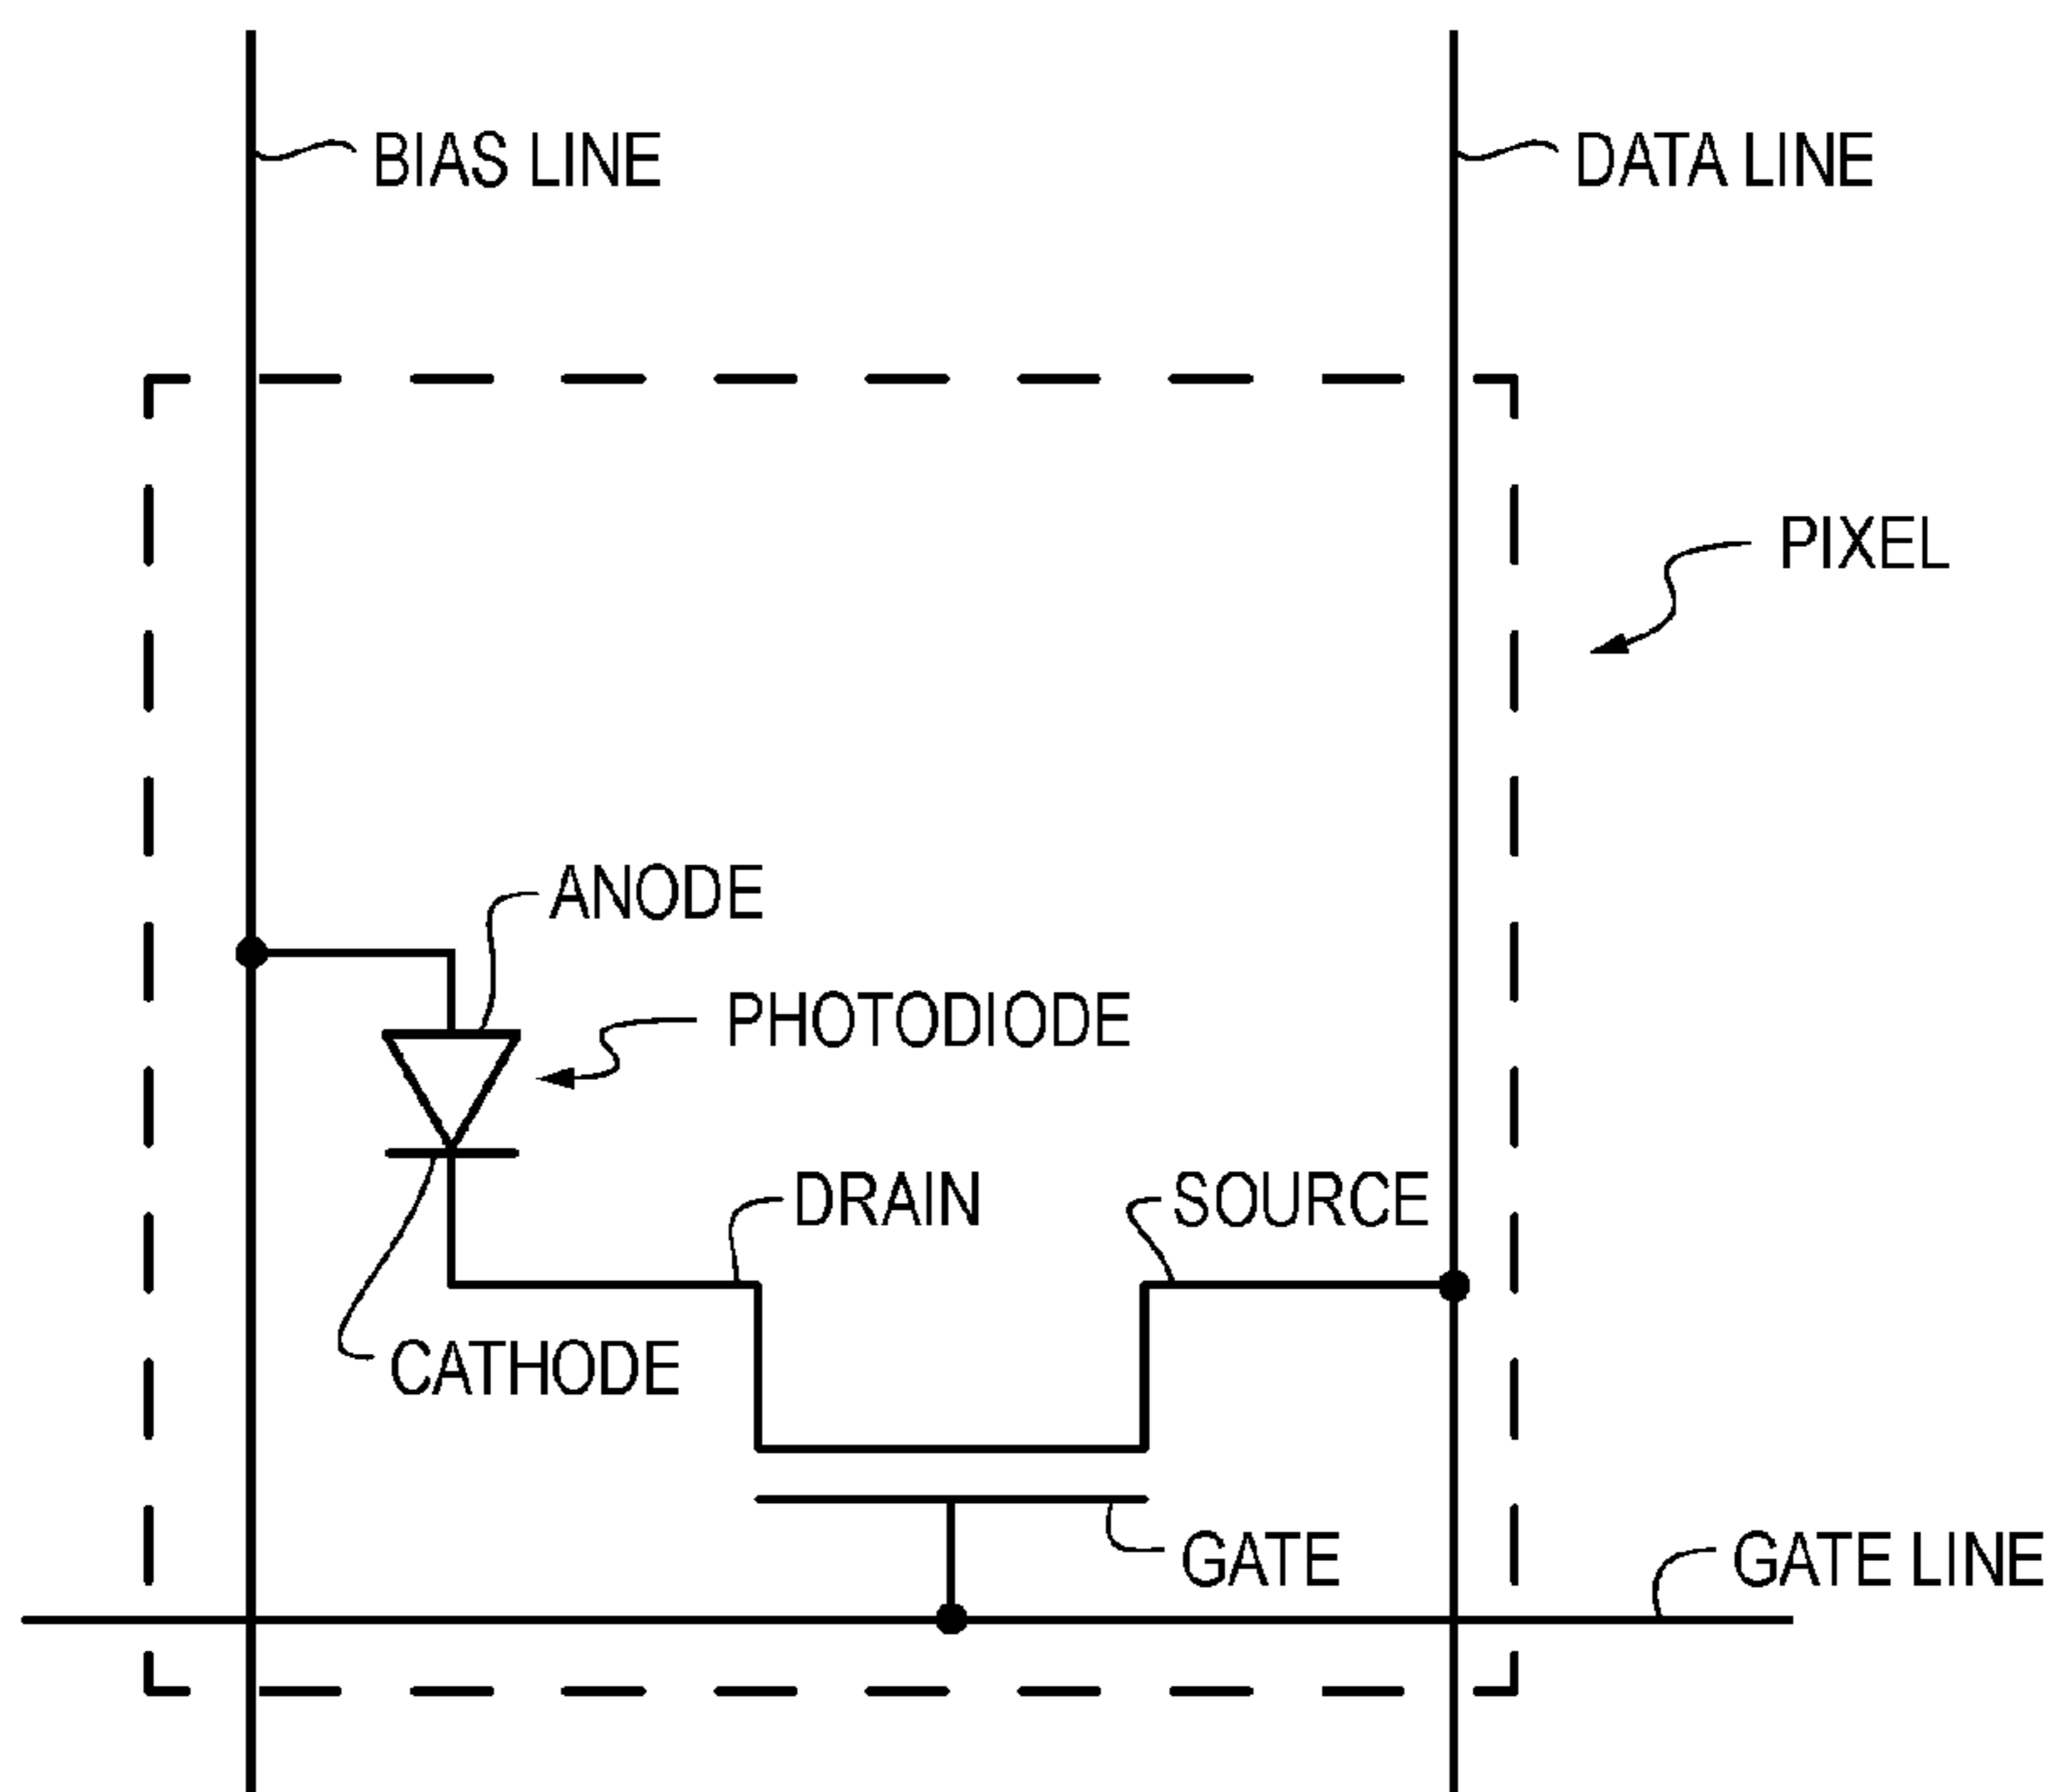 BIAS LINE
DATA LINE
PIXEL
ANODE
PHOTODIODE
DRAIN
SOURCE
CATHODE
GATE
GATE LINE